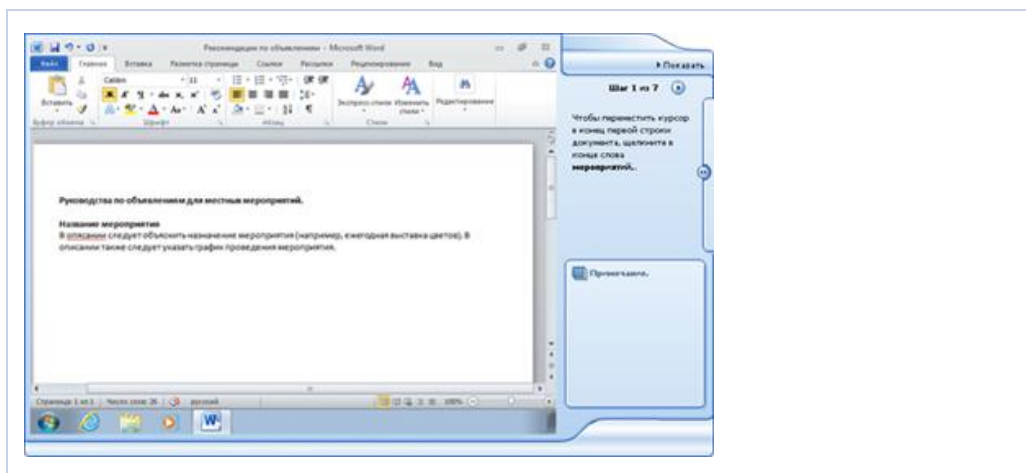 Рекомендации по объявлениям - Microsoft Word
Файл Главная Вставка Разметка страницы Ссылки Рассылки Рецензирование Вид
Calibri 11
Вставить
Экспресс-стили Изменить стили Редактирование
Буфер обмена Шрифт Абзац Стили
Руководства по объявлениям для местных мероприятий.
Название мероприятия
В описании следует объяснить назначение мероприятия (например, ежегодная выставка цветов). В
описании также следует указать график проведения мероприятия.
Страница: 1 из 1 Число слов: 26 русский 100%
Показать
Шаг 1 из 7
Чтобы переместить курсор
в конец первой строки
документа, щелкните в
конце слова
мероприятий.
Примечание.